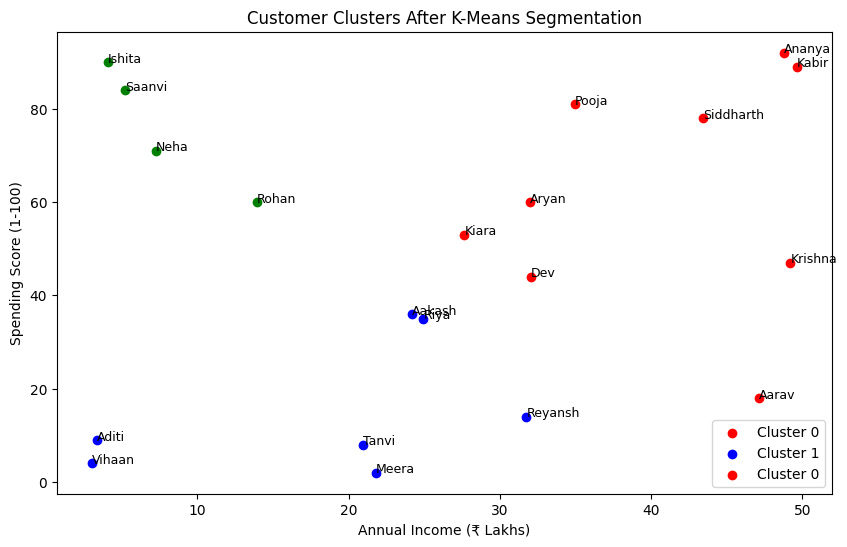 Customer Clusters After K-Means Segmentation
Ishita
Saanvi
Neha
Rohan
Ananya
Kabir
Pooja
Siddharth
Aryan
Kiara
Dev
Krishna
Aakash
Riya
Reyansh
Aarav
Aditi
Vihaan
Tanvi
Meera
Spending Score (1-100)
80
60
40
20
0
10
20
30
40
50
Annual Income (₹ Lakhs)
Cluster 0
Cluster 1
Cluster 0